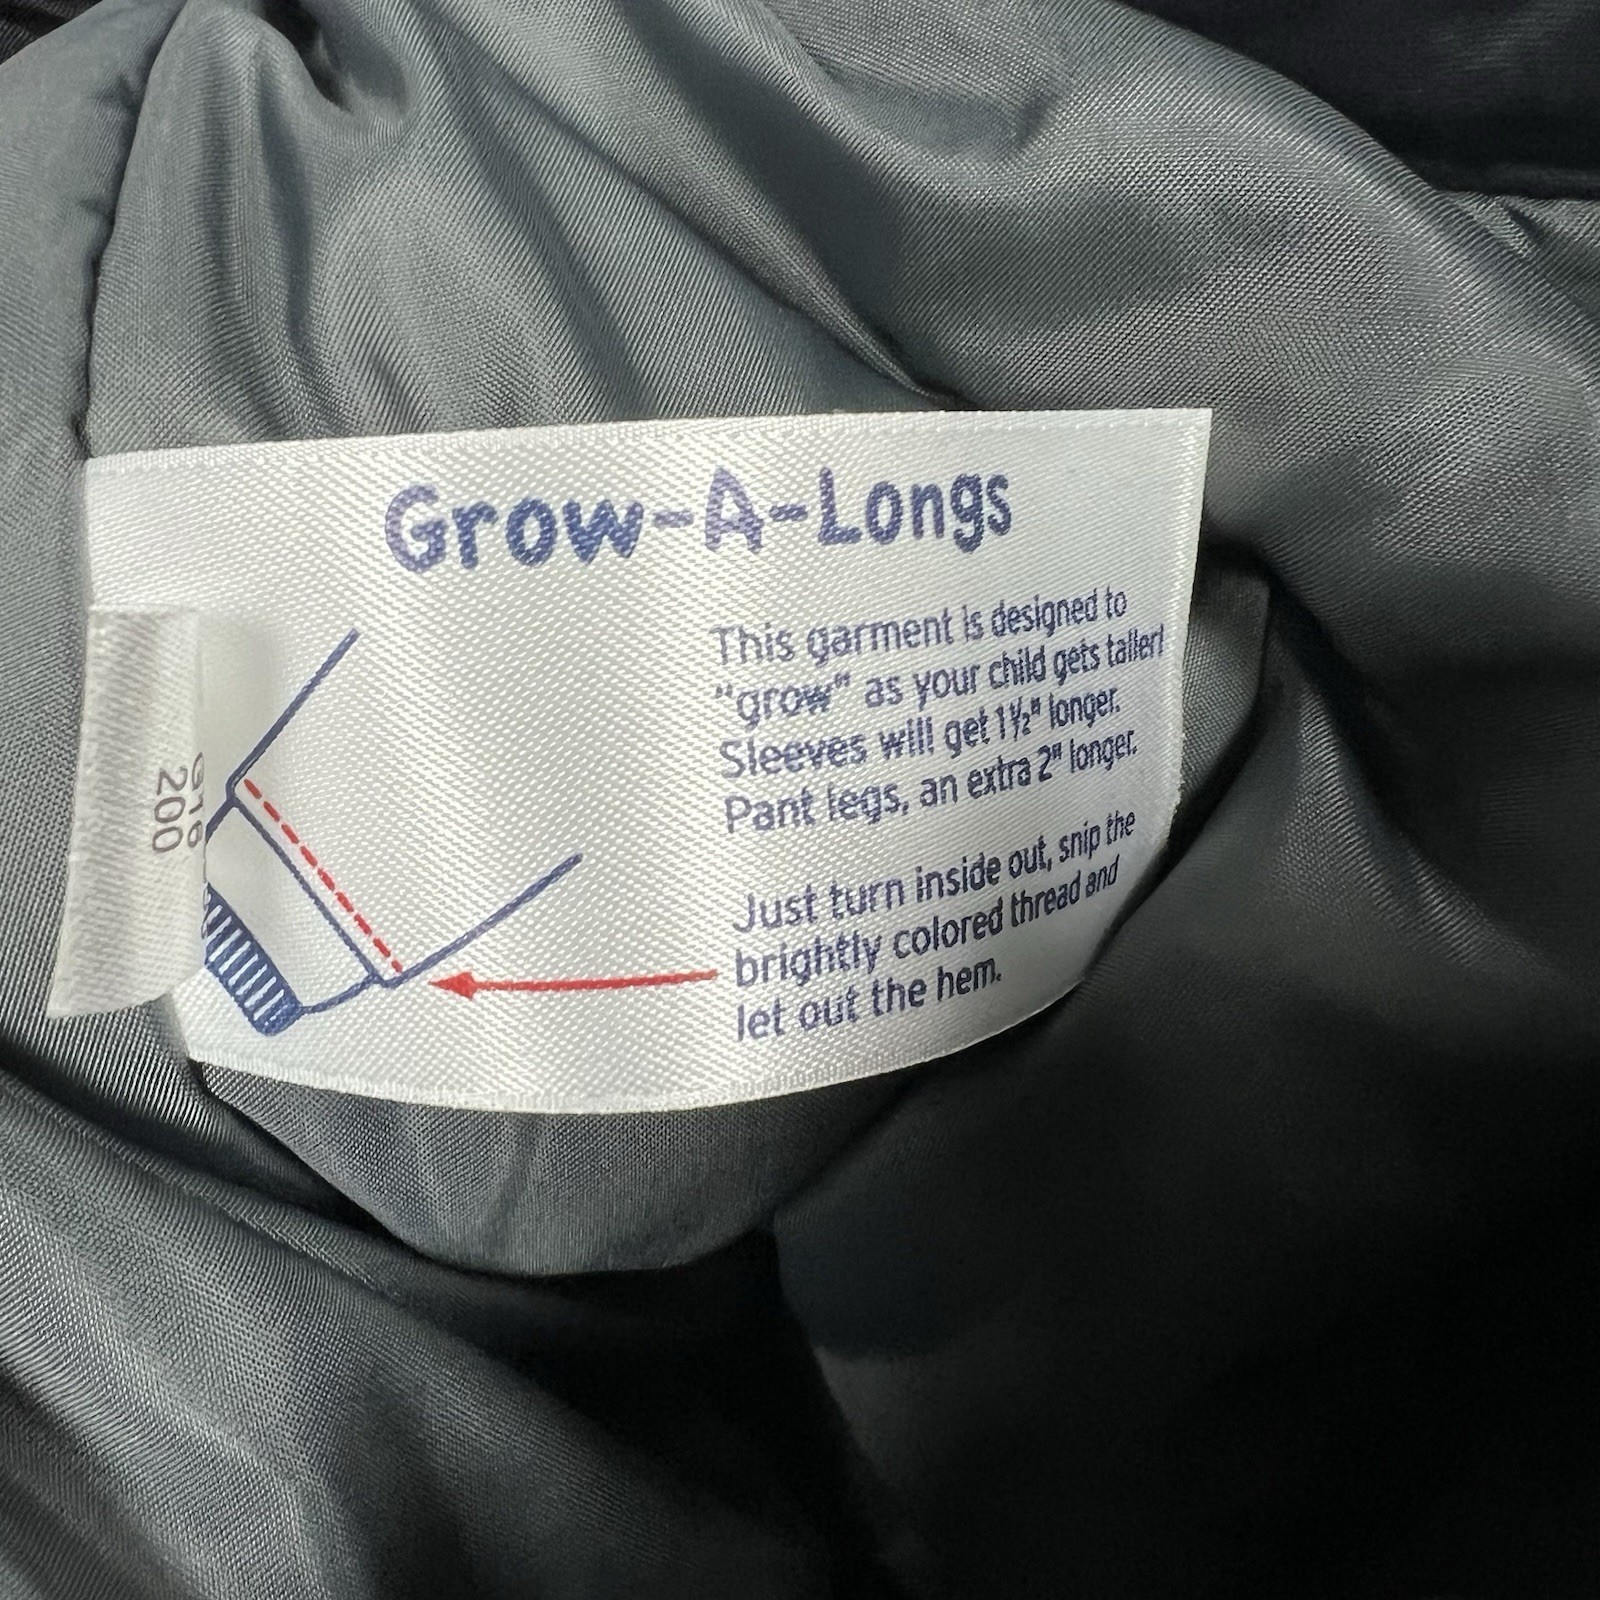 Grow-A-Longs
This garment is designed to
"grow" as your child gets taller!
Sleeves will get 1½" longer.
Pant legs, an extra 2" longer.
Just turn inside out, snip the
brightly colored thread and
let out the hem.
200